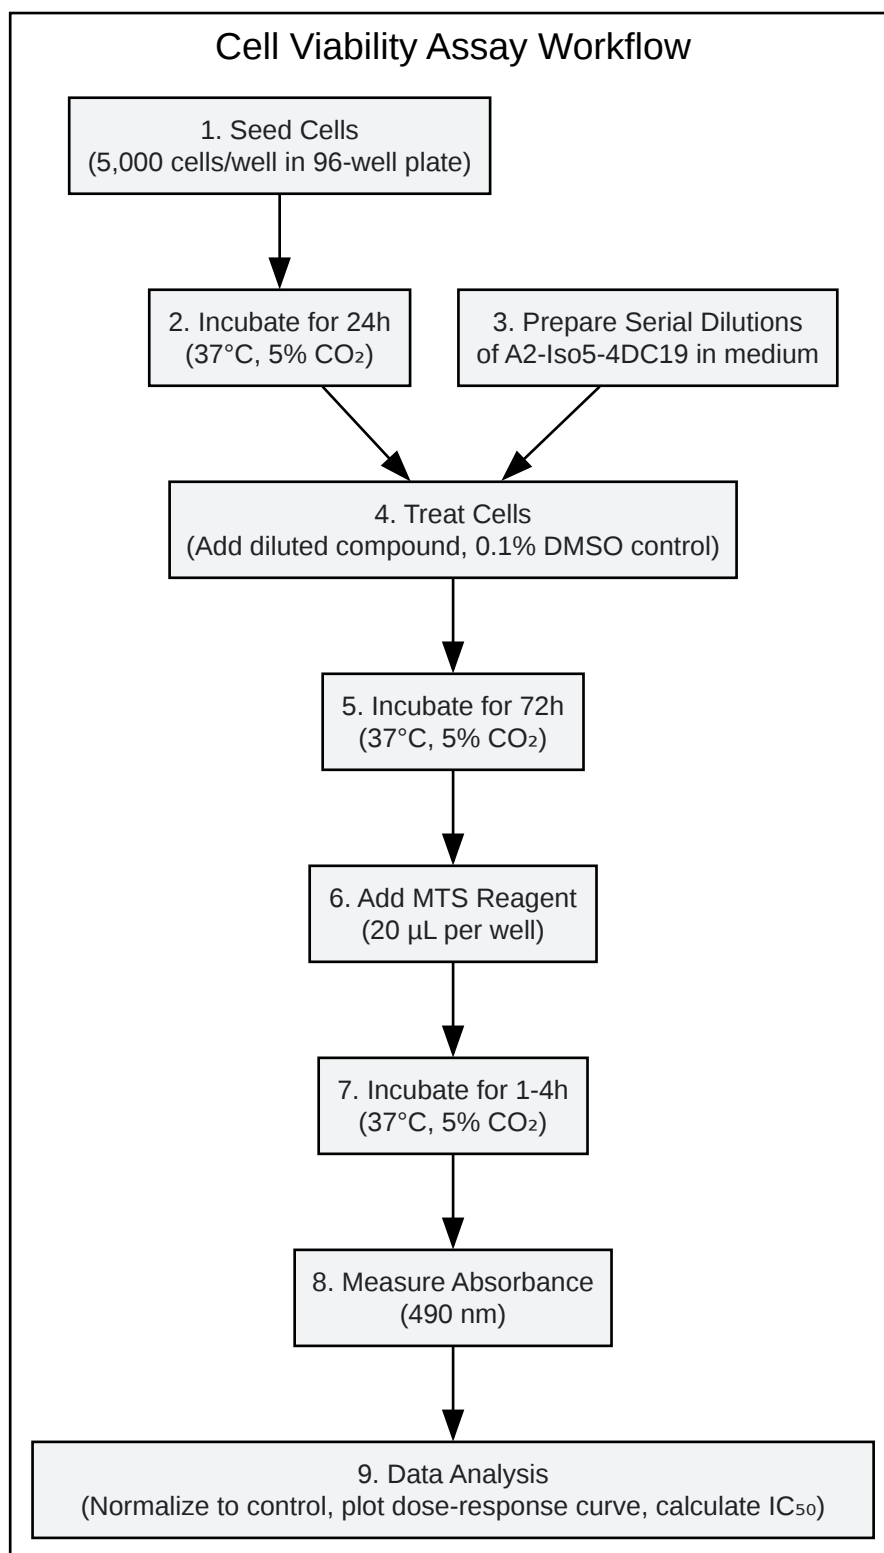 Cell Viability Assay Workflow
1. Seed Cells
(5,000 cells/well in 96-well plate)
2. Incubate for 24h
(37°C, 5% CO₂)
3. Prepare Serial Dilutions
of A2-Iso5-4DC19 in medium
4. Treat Cells
(Add diluted compound, 0.1% DMSO control)
5. Incubate for 72h
(37°C, 5% CO₂)
6. Add MTS Reagent
(20 µL per well)
7. Incubate for 1-4h
(37°C, 5% CO₂)
8. Measure Absorbance
(490 nm)
9. Data Analysis
(Normalize to control, plot dose-response curve, calculate IC₅₀)